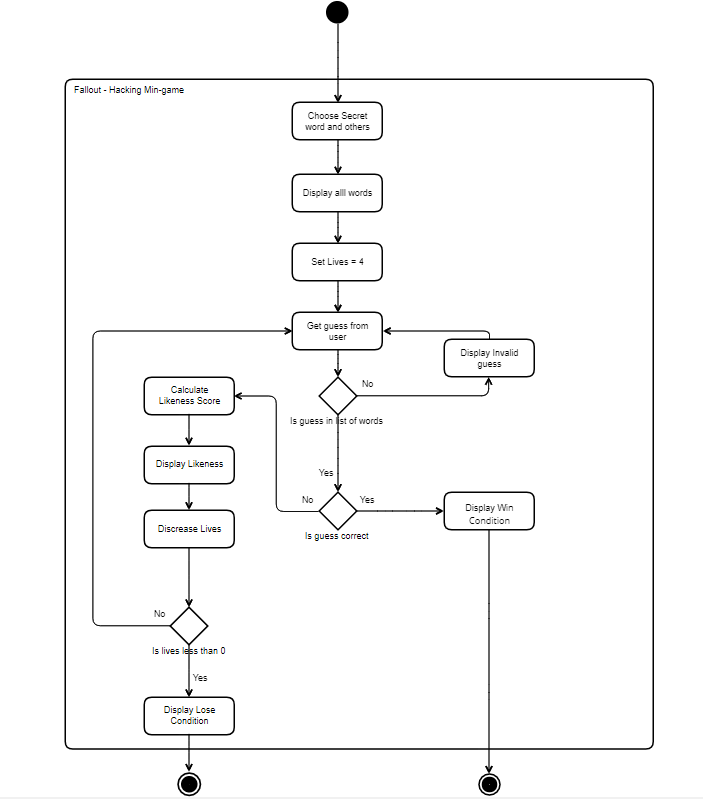 Fallout - Hacking Min-game
Choose Secret
word and others
Display alll words
Set Lives = 4
Get guess from
user
Display Invalid
guess
No
Is guess in list of words
Calculate
Likeness Score
Display Likeness
Yes
No
Yes
Is guess correct
Display Win
Condition
Discrease Lives
No
Is lives less than 0
Yes
Display Lose
Condition